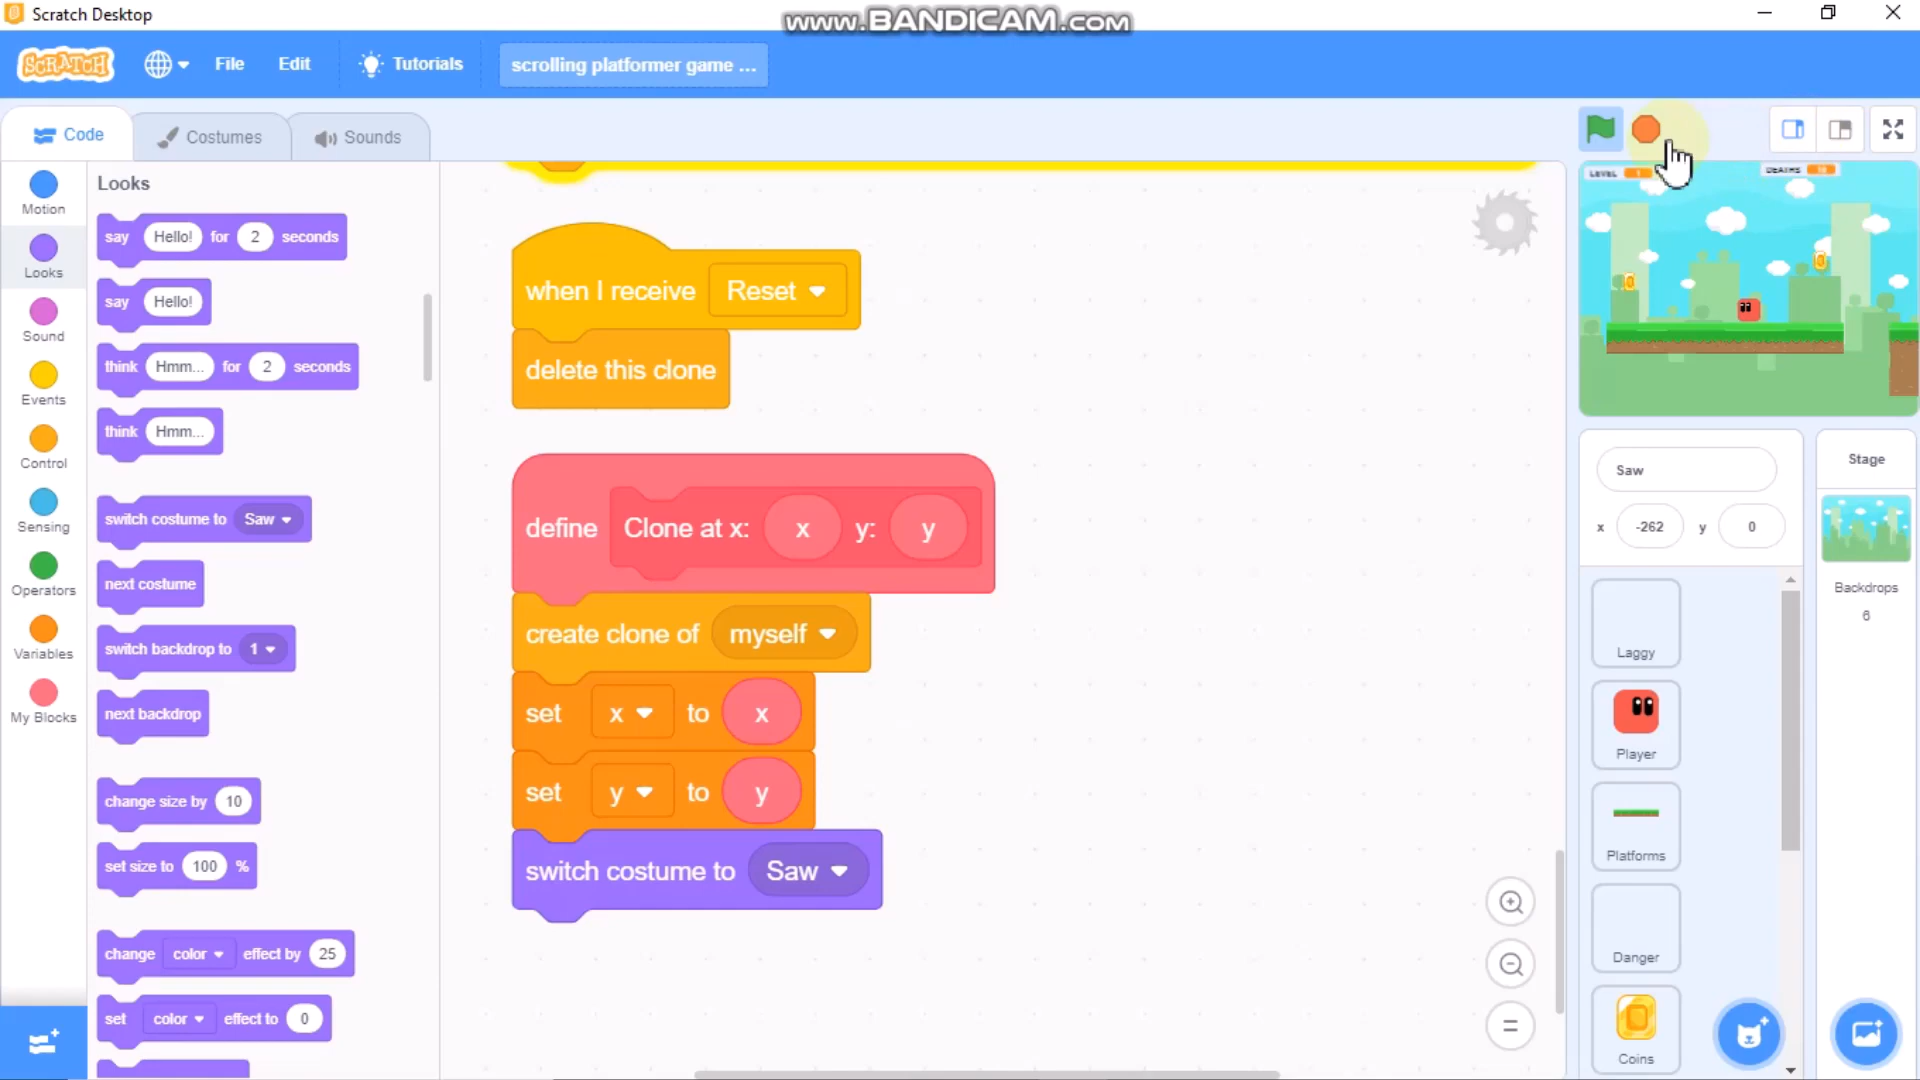 Scratch Desktop
www.BANDICAM.com
SCRATCH
File
Edit
Tutorials
scrolling platformer game ...
Code
Costumes
Sounds
Motion
Looks
Sound
Events
Control
Sensing
Operators
Variables
My Blocks
Looks
say Hello! for 2 seconds
say Hello!
think Hmm... for 2 seconds
think Hmm...
switch costume to Saw
next costume
switch backdrop to 1
next backdrop
change size by 10
set size to 100 %
change color effect by 25
set color effect to 0
when I receive Reset
delete this clone
define Clone at x: x y: y
create clone of myself
set x to x
set y to y
switch costume to Saw
LEVEL
DEATHS
Saw
x -262 y 0
Laggy
Player
Platforms
Danger
Coins
Stage
Backdrops
6